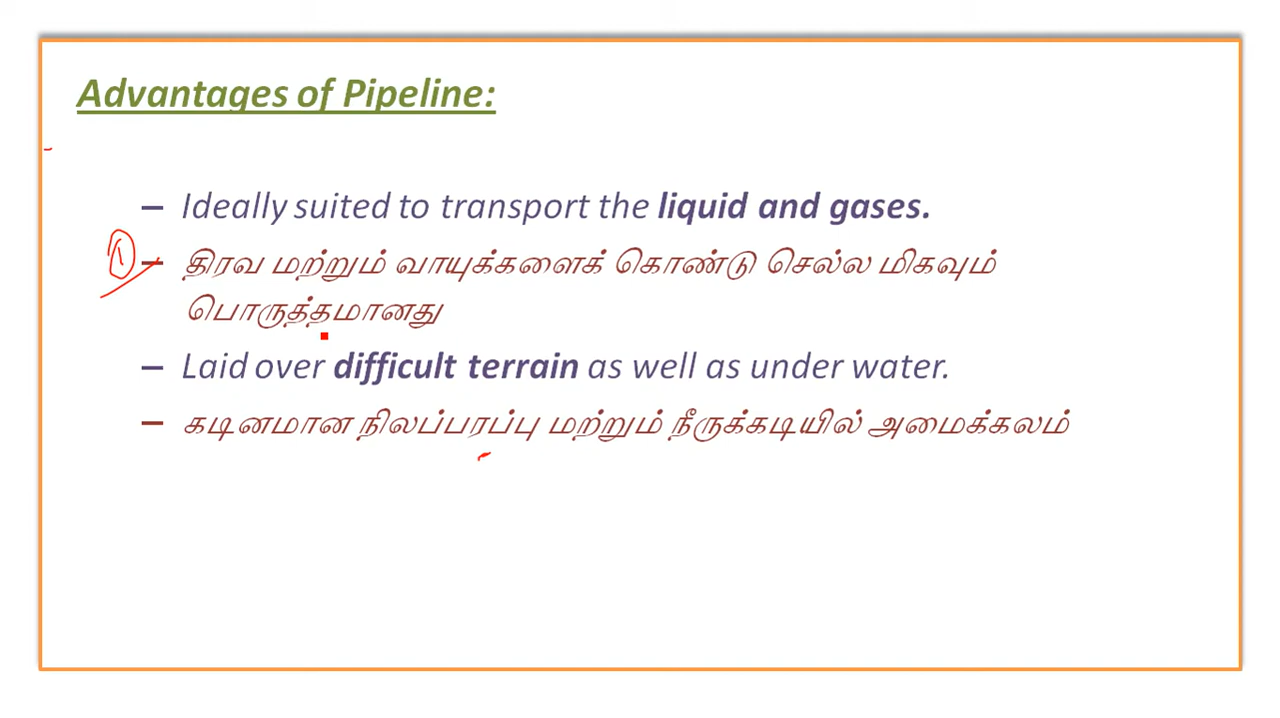 Advantages of Pipeline:
– Ideally suited to transport the liquid and gases.
① – திரவ மற்றும் வாயுக்களைக் கொண்டு செல்ல மிகவும்
பொருத்தமானது
– Laid over difficult terrain as well as under water.
– கடினமான நிலப்பரப்பு மற்றும் நீருக்கடியில் அமைக்கலம்